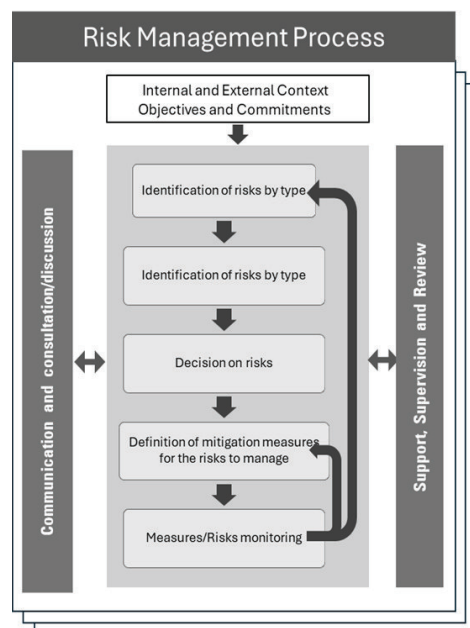 Risk Management Process
Internal and External Context
Objectives and Commitments
Communication and consultation/discussion
Identification of risks by type
Identification of risks by type
Decision on risks
Definition of mitigation measures
for the risks to manage
Measures/Risks monitoring
Support, Supervision and Review